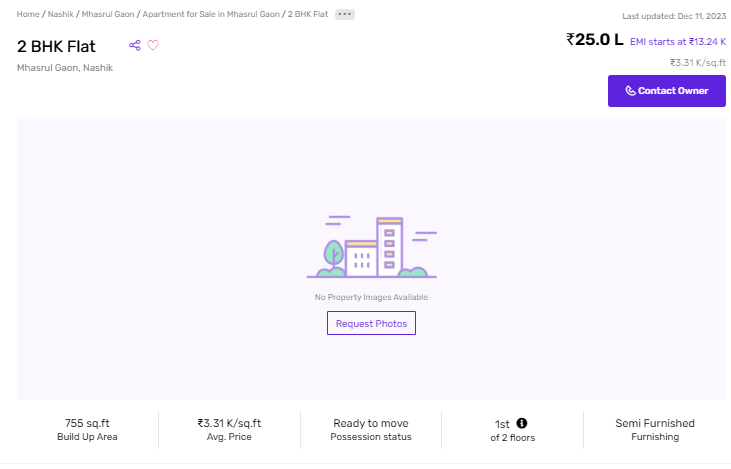 Home / Nashik / Mhasrul Gaon / Apartment for Sale in Mhasrul Gaon / 2 BHK Flat
Last updated: Dec 11, 2023
2 BHK Flat
₹25.0 L EMI starts at ₹13.24 K
Mhasrul Gaon, Nashik
₹3.31 K/sq.ft
Contact Owner
No Property Images Available
Request Photos
755 sq.ft
Build Up Area
₹3.31 K/sq.ft
Avg. Price
Ready to move
Possession status
1st
of 2 floors
Semi Furnished
Furnishing